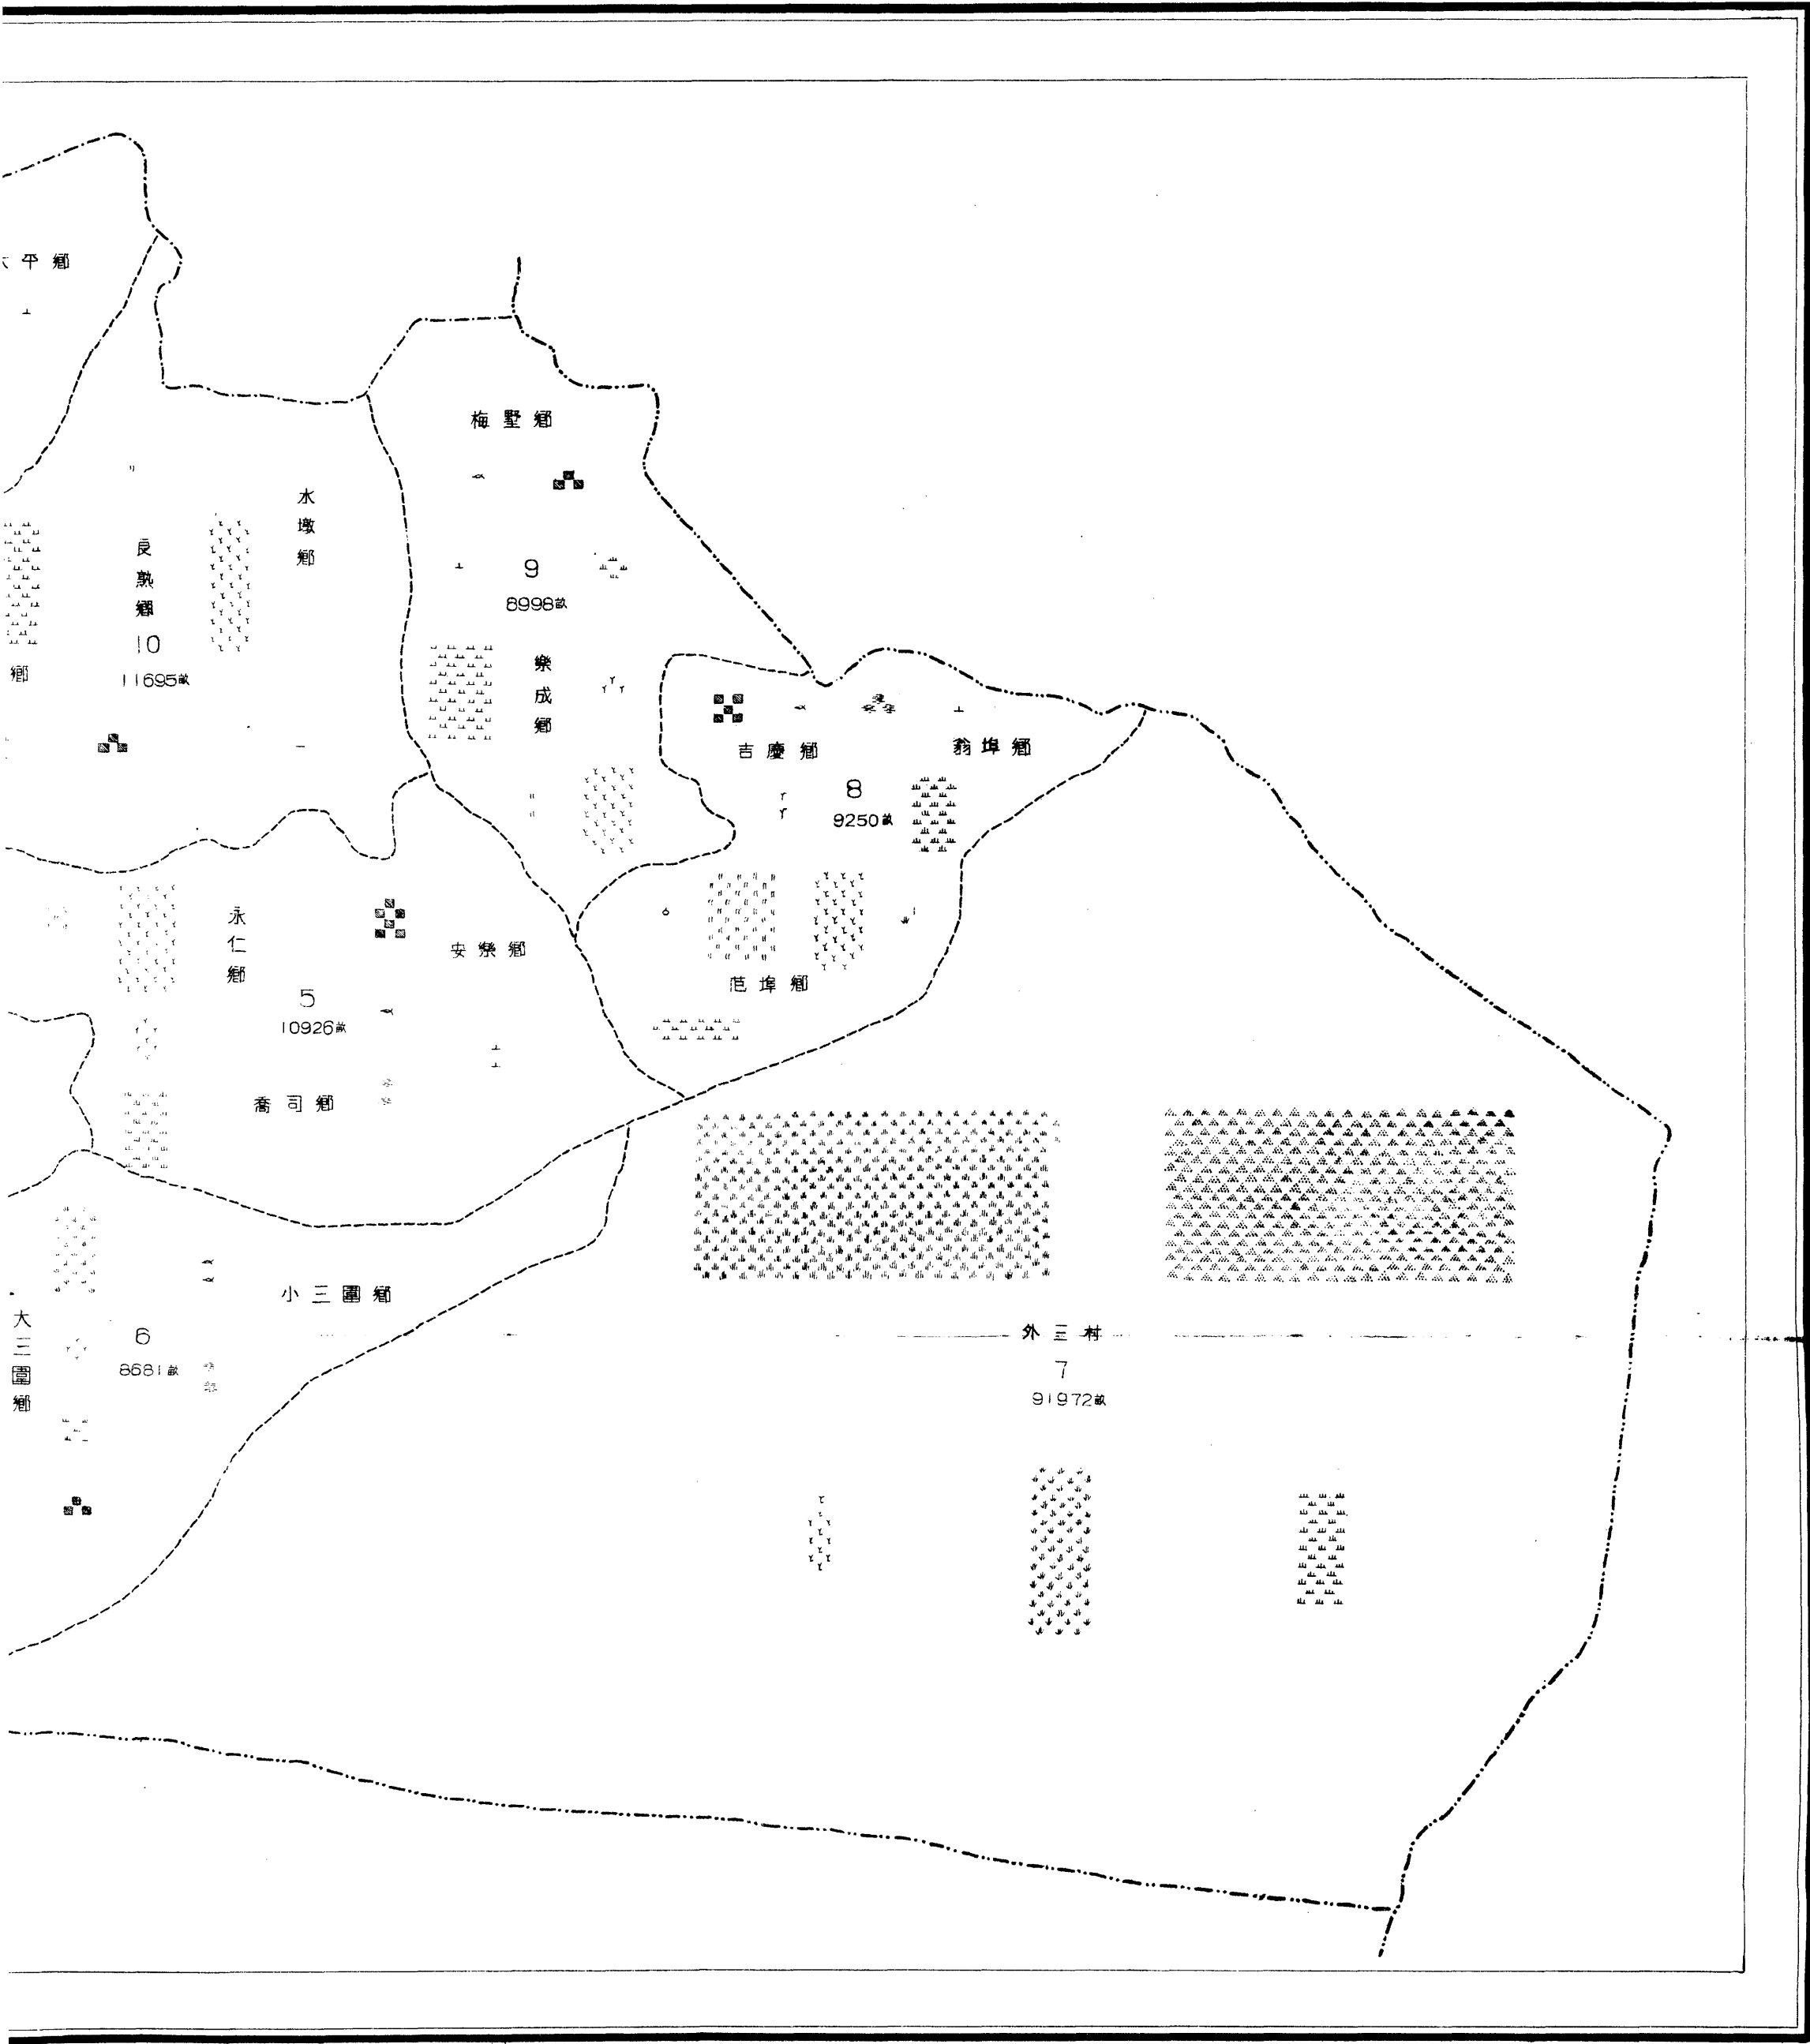 平鄉
梅墅鄉
水墩鄉
良熟鄉
10
11695畝
9
8998畝
樂成鄉
鄉
吉慶鄉
翁埠鄉
8
9250畝
永仁鄉
安樂鄉
范埠鄉
5
10926畝
喬司鄉
小三圍鄉
大三圍鄉
6
8681畝
外三村
7
91972畝